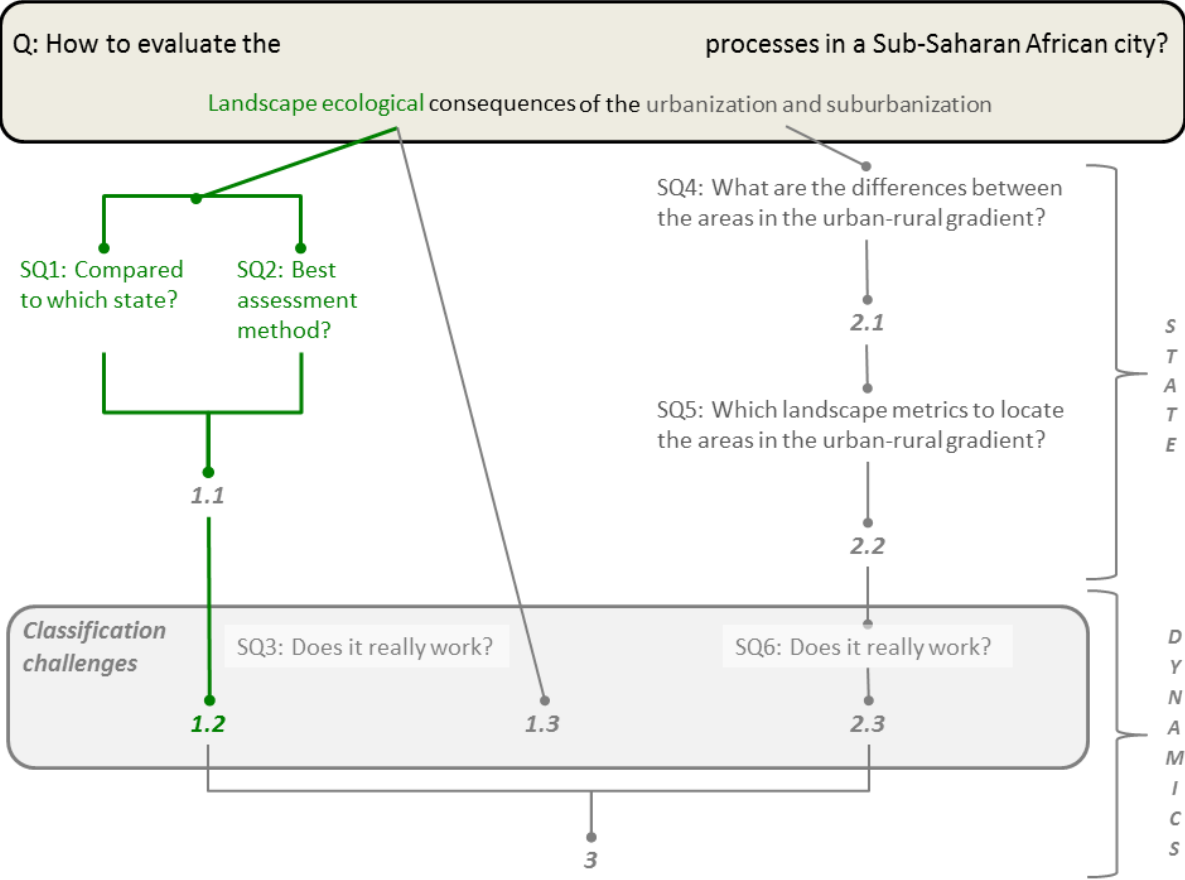 Q: How to evaluate the processes in a Sub-Saharan African city?
Landscape ecological consequences of the urbanization and suburbanization
SQ4: What are the differences between
the areas in the urban-rural gradient?
SQ1: Compared
to which state?
SQ2: Best
assessment
method?
2.1
SQ5: Which landscape metrics to locate
the areas in the urban-rural gradient?
STATE
1.1
2.2
Classification
challenges
SQ3: Does it really work?
SQ6: Does it really work?
1.2
1.3
2.3
DYNAMICS
3